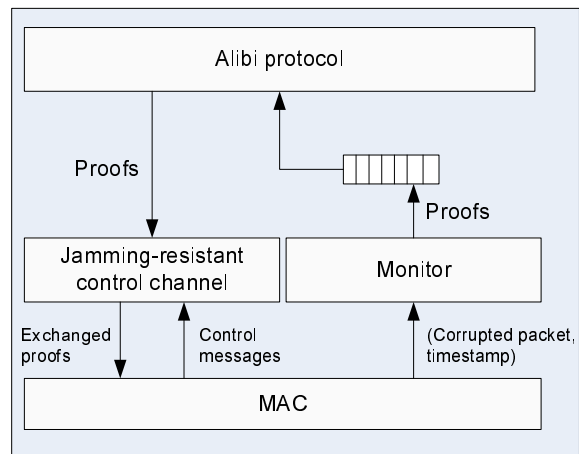 Alibi protocol
Proofs
Proofs
Jamming-resistant
control channel
Monitor
Exchanged
proofs
Control
messages
(Corrupted packet,
timestamp)
MAC